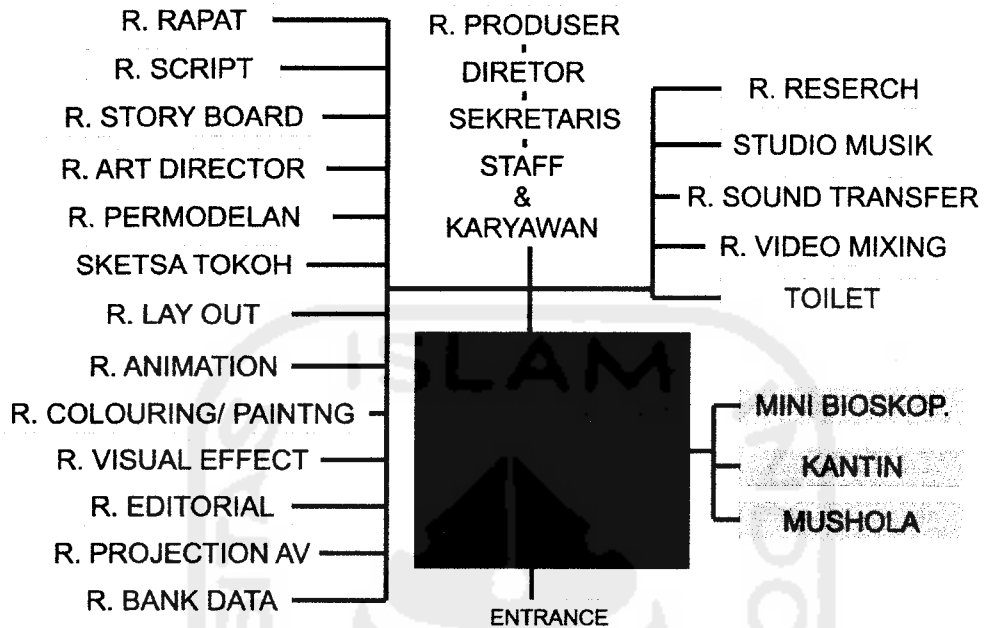 R. RAPAT
R. SCRIPT
R. STORY BOARD
R. ART DIRECTOR
R. PERMODELAN
SKETSA TOKOH
R. LAY OUT
R. ANIMATION
R. COLOURING/ PAINTNG
R. VISUAL EFFECT
R. EDITORIAL
R. PROJECTION AV
R. BANK DATA
R. PRODUSER
DIRETOR
SEKRETARIS
STAFF
&
KARYAWAN
R. RESERCH
STUDIO MUSIK
R. SOUND TRANSFER
R. VIDEO MIXING
TOILET
ISLAM
MINI BIOSKOP.
KANTIN
MUSHOLA
ENTRANCE